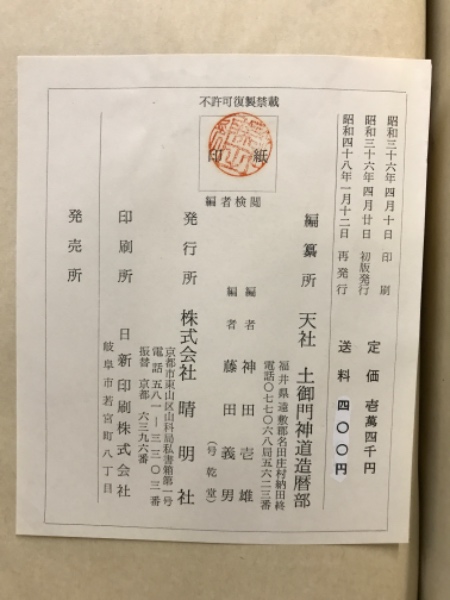 不許可復製禁載
印紙
編者検閲
昭和三十六年四月十日 印刷
昭和三十六年四月廿日 初版発行
昭和四十八年一月十二日 再発行
定価 壱萬四千円
送料 四〇〇円
編纂所 天社 土御門神道造暦部
福井県遠敷郡名田庄村納田終
電話〇七七〇六八局五六二三番
編者 神田壱雄
編者 藤田義男
(号乾堂)
発行所 株式会社 晴明社
京都市東山区山科局私書箱第一号
電話 五八一―三三〇三番
振替 京都 六三九六番
印刷所 日新印刷株式会社
岐阜市若宮町八丁目
発売所